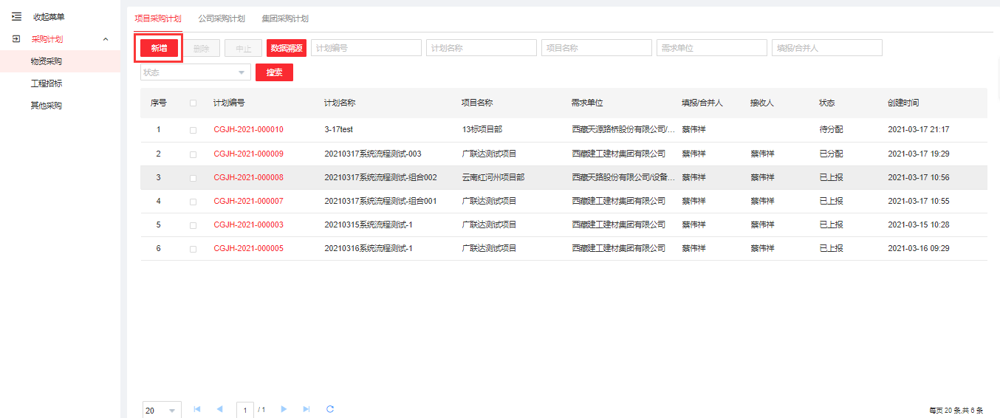 收起菜单
采购计划
物资采购
工程招标
其他采购
项目采购计划 公司采购计划 集团采购计划
新增 删除 中止 数据溯源 计划编号 计划名称 项目名称 需求单位 填报/合并人
状态 搜索
序号 计划编号 计划名称 项目名称 需求单位 填报/合并人 接收人 状态 创建时间
1 CGJH-2021-000010 3-17test 13标项目部 西藏天源路桥股份有限公司/... 蔡伟祥 待分配 2021-03-17 21:17
2 CGJH-2021-000009 20210317系统流程测试-003 广联达测试项目 西藏建工建材集团有限公司 蔡伟祥 蔡伟祥 已分配 2021-03-17 19:29
3 CGJH-2021-000008 20210317系统流程测试-组合002 云南红河州项目部 西藏天路股份有限公司/设备... 蔡伟祥 蔡伟祥 已上报 2021-03-17 10:56
4 CGJH-2021-000007 20210317系统流程测试-组合001 广联达测试项目 西藏建工建材集团有限公司 蔡伟祥 蔡伟祥 已上报 2021-03-17 10:55
5 CGJH-2021-000003 20210315系统流程测试-1 广联达测试项目 西藏建工建材集团有限公司 蔡伟祥 蔡伟祥 已上报 2021-03-15 10:28
6 CGJH-2021-000005 20210316系统流程测试-1 广联达测试项目 西藏建工建材集团有限公司 蔡伟祥 蔡伟祥 已上报 2021-03-16 09:29
20 1 / 1 每页 20 条,共 6 条